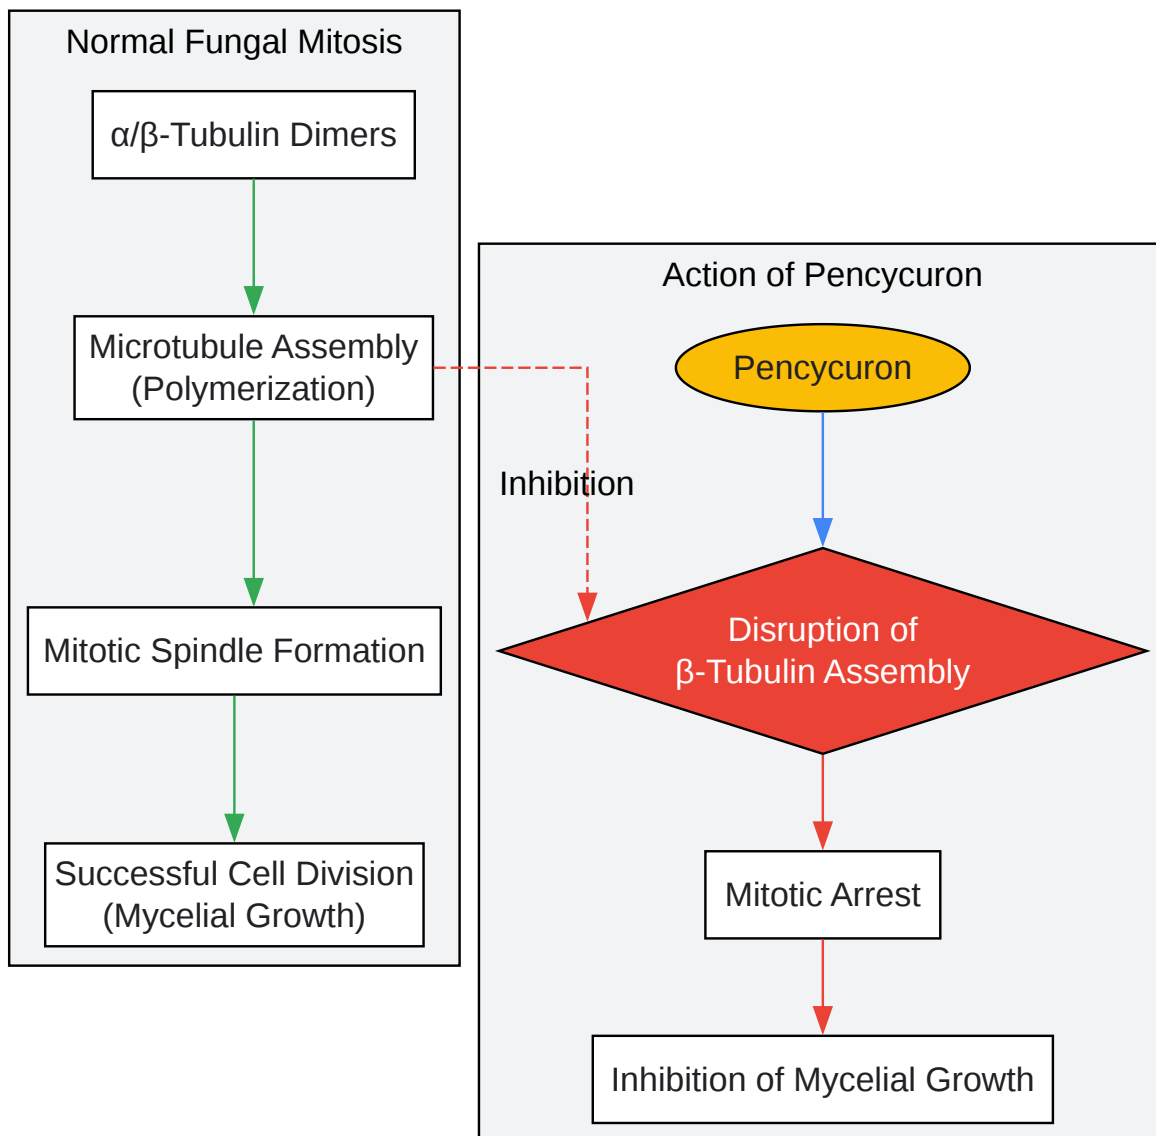 Normal Fungal Mitosis
α/β-Tubulin Dimers
Microtubule Assembly
(Polymerization)
Mitotic Spindle Formation
Successful Cell Division
(Mycelial Growth)
Inhibition
Action of Pencycuron
Pencycuron
Disruption of
β-Tubulin Assembly
Mitotic Arrest
Inhibition of Mycelial Growth